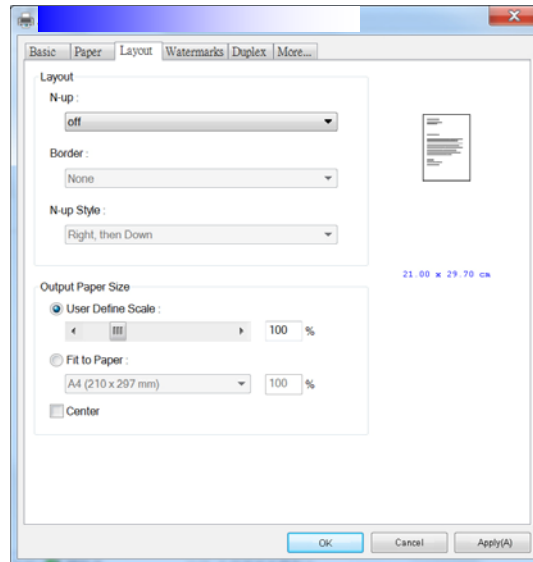 Basic Paper Layout Watermarks Duplex More...
Layout
N-up :
off
Border :
None
N-up Style :
Right, then Down
21.00 x 29.70 cm
Output Paper Size
User Define Scale :
100 %
Fit to Paper :
A4 (210 x 297 mm) 100 %
Center
OK Cancel Apply(A)